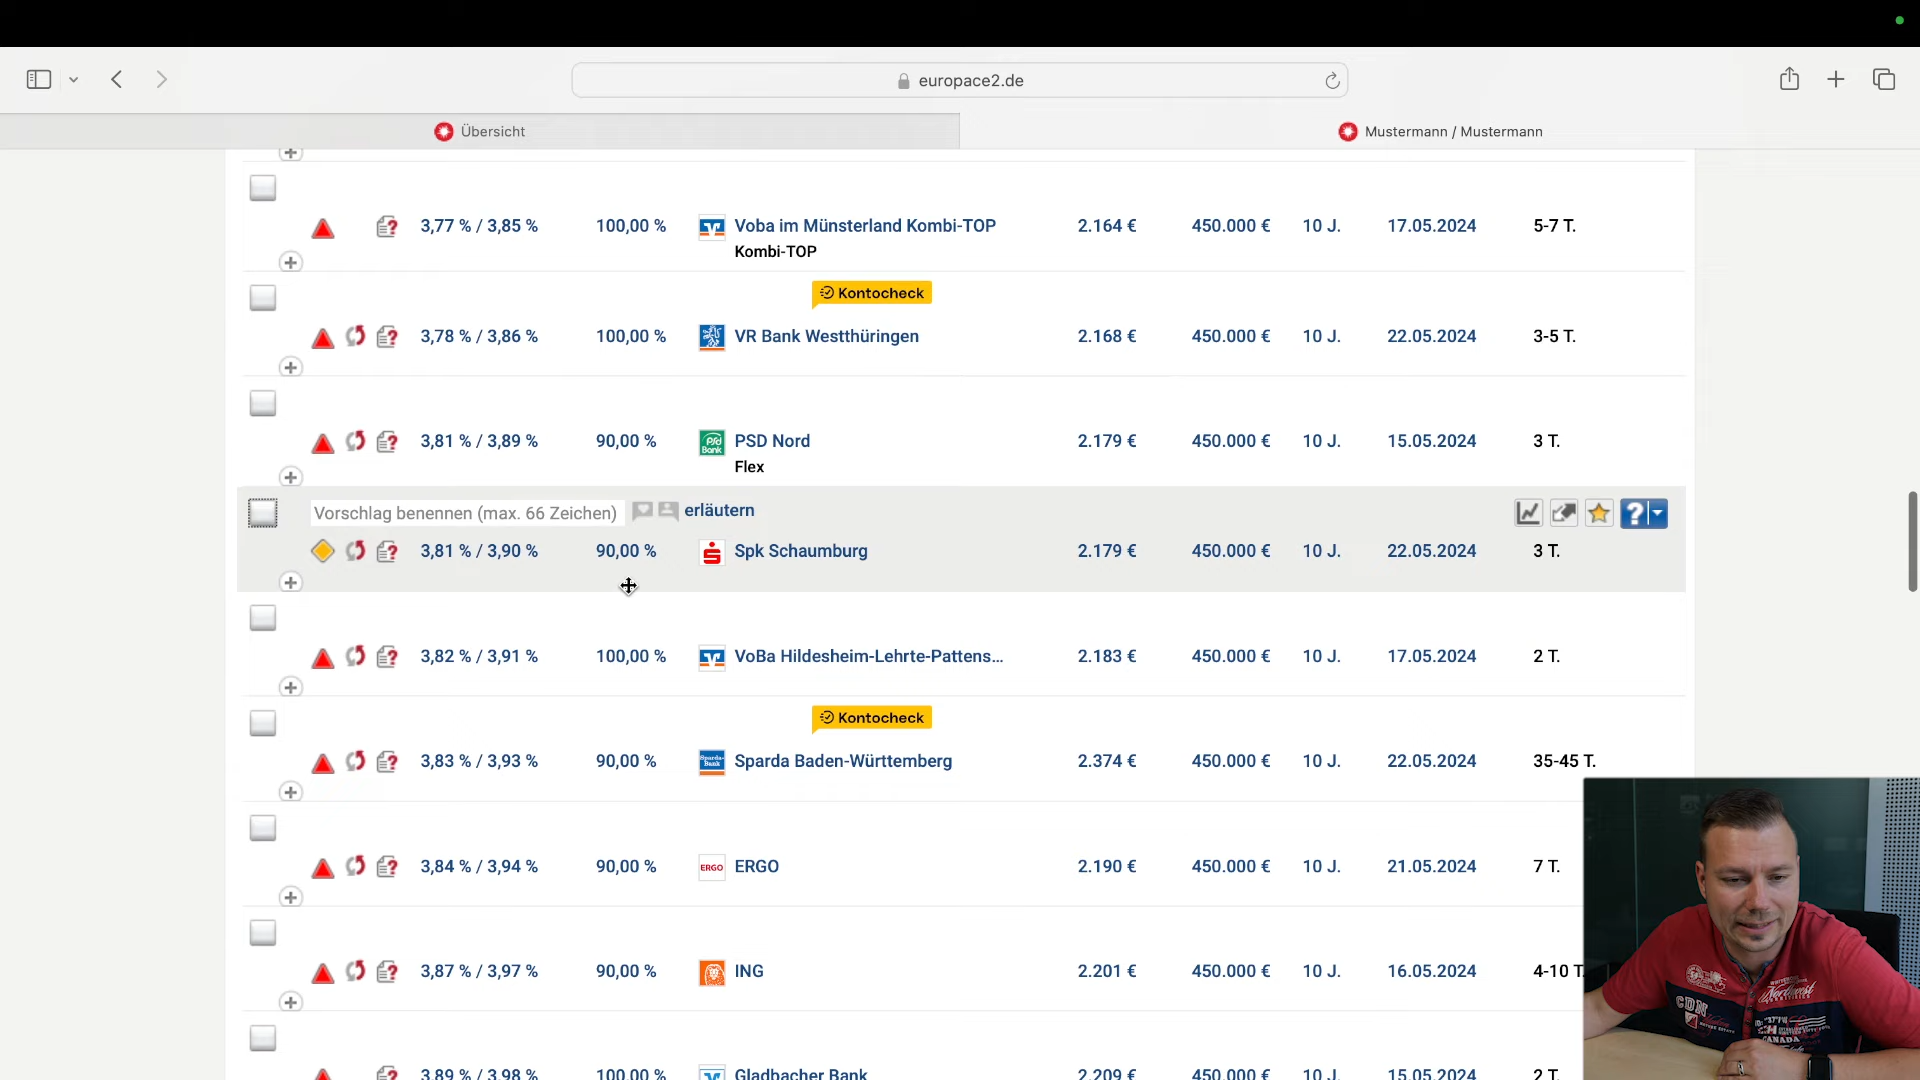 europace2.de
Übersicht
Mustermann / Mustermann
3,77 % / 3,85 % 100,00 % Voba im Münsterland Kombi-TOP 2.164 € 450.000 € 10 J. 17.05.2024 5-7 T.
Kombi-TOP
Kontocheck
3,78 % / 3,86 % 100,00 % VR Bank Westthüringen 2.168 € 450.000 € 10 J. 22.05.2024 3-5 T.
3,81 % / 3,89 % 90,00 % PSD Bank PSD Nord 2.179 € 450.000 € 10 J. 15.05.2024 3 T.
Flex
Vorschlag benennen (max. 66 Zeichen) erläutern
3,81 % / 3,90 % 90,00 % Spk Schaumburg 2.179 € 450.000 € 10 J. 22.05.2024 3 T.
3,82 % / 3,91 % 100,00 % VoBa Hildesheim-Lehrte-Pattens... 2.183 € 450.000 € 10 J. 17.05.2024 2 T.
Kontocheck
3,83 % / 3,93 % 90,00 % Sparda-Bank Sparda Baden-Württemberg 2.374 € 450.000 € 10 J. 22.05.2024 35-45 T.
3,84 % / 3,94 % 90,00 % ERGO ERGO 2.190 € 450.000 € 10 J. 21.05.2024 7 T.
3,87 % / 3,97 % 90,00 % ING 2.201 € 450.000 € 10 J. 16.05.2024 4-10 T.
3,89 % / 3,98 % 100,00 % Gladbacher Bank 2.209 € 450.000 € 10 J. 15.05.2024 2 T.
CDN
CANADA